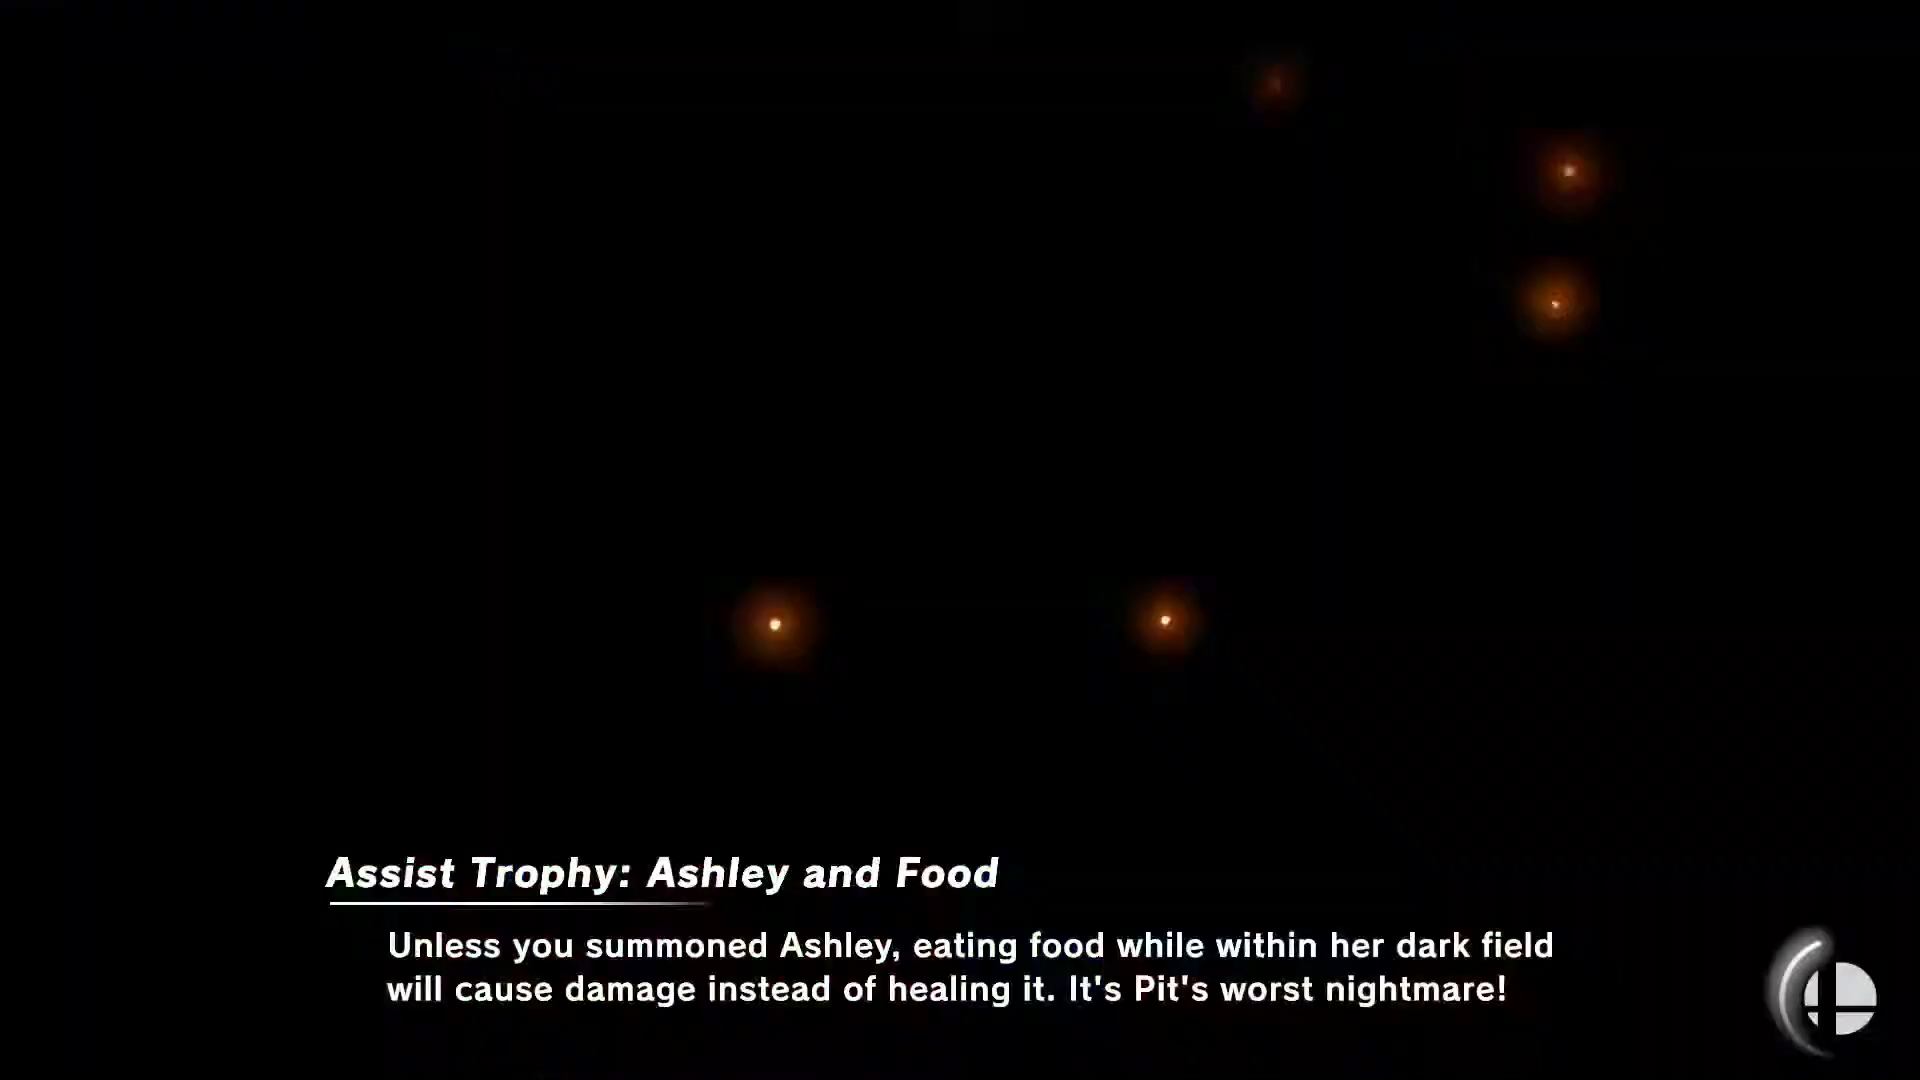 Assist Trophy: Ashley and Food
Unless you summoned Ashley, eating food while within her dark field
will cause damage instead of healing it. It's Pit's worst nightmare!